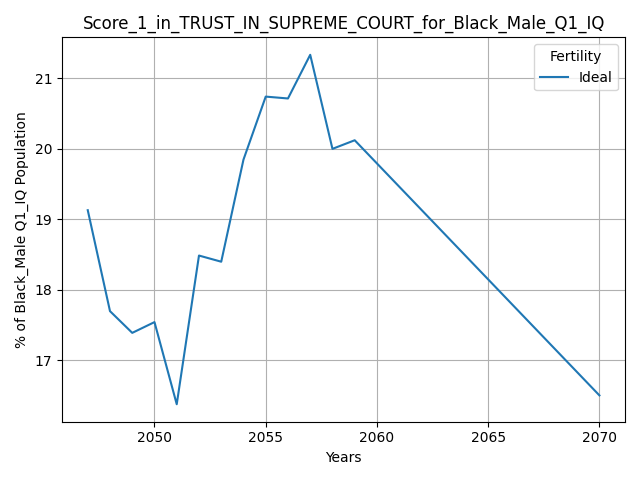 Score_1_in_TRUST_IN_SUPREME_COURT_for_Black_Male_Q1_IQ
Fertility
Ideal
% of Black_Male Q1_IQ Population
21
20
19
18
17
2050
2055
2060
2065
2070
Years